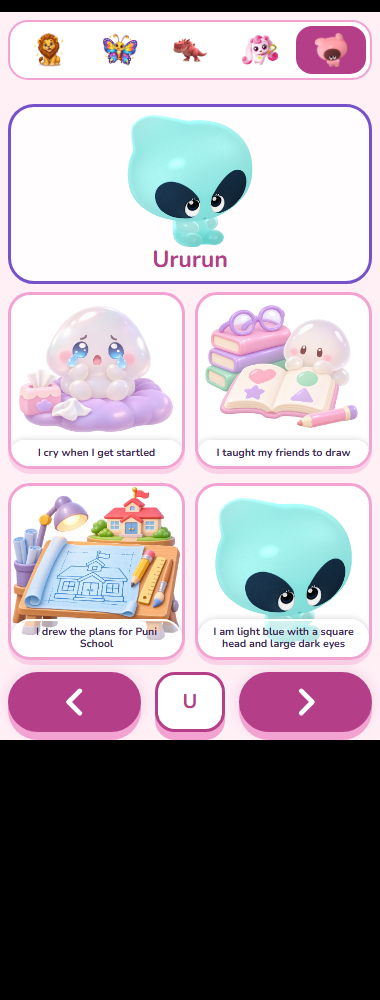 Ururun
I cry when I get startled
I taught my friends to draw
I drew the plans for Puni
School
I am light blue with a square
head and large dark eyes
U